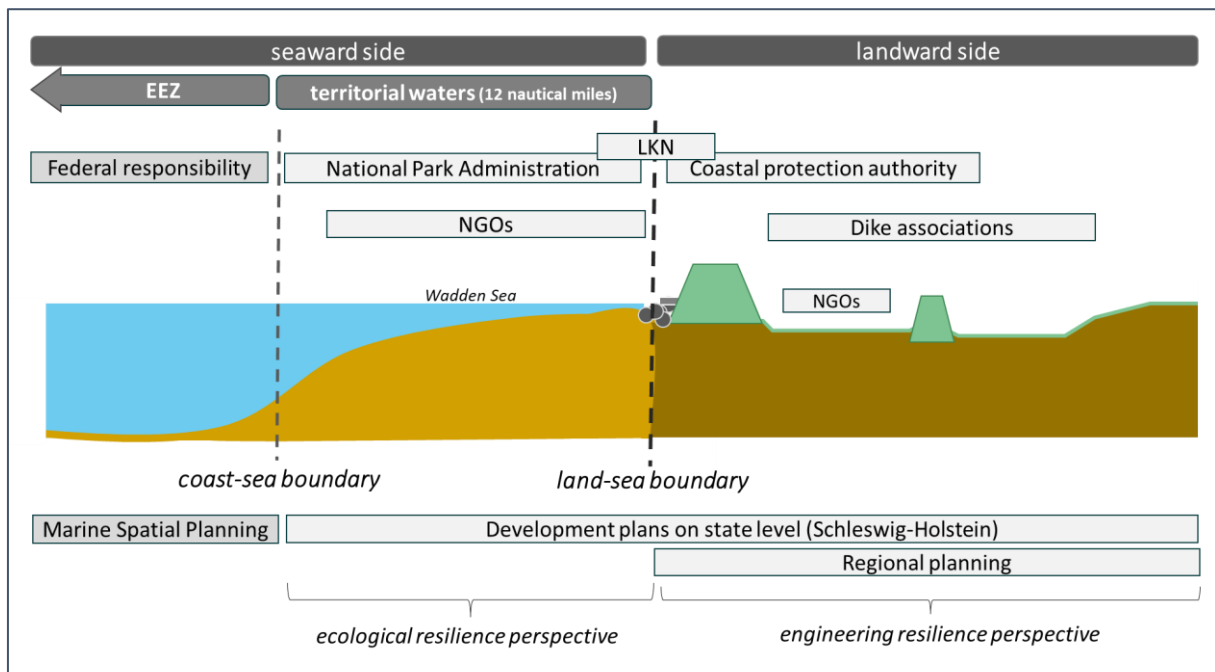 seaward side
landward side
EEZ
territorial waters (12 nautical miles)
LKN
Federal responsibility
National Park Administration
Coastal protection authority
NGOs
Dike associations
Wadden Sea
NGOs
coast-sea boundary
land-sea boundary
Marine Spatial Planning
Development plans on state level (Schleswig-Holstein)
Regional planning
ecological resilience perspective
engineering resilience perspective